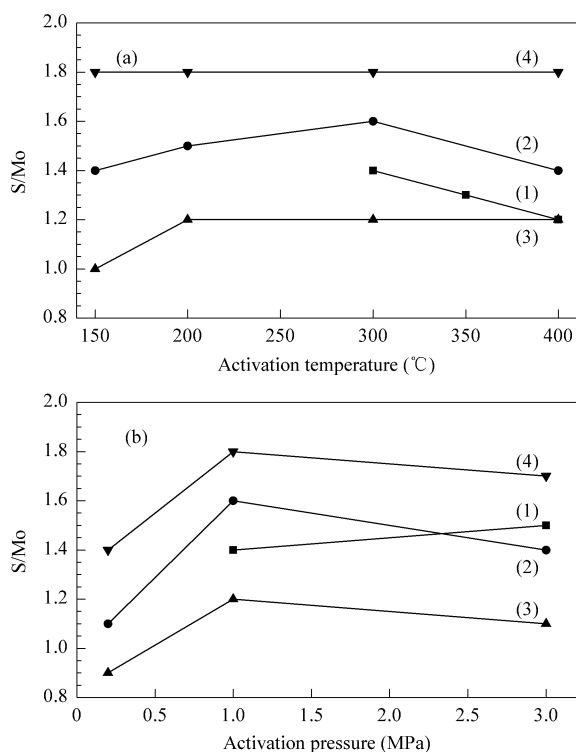 2.0
(a)
(4)
1.8
1.6
(2)
S/Mo
1.4
(1)
1.2
(3)
1.0
0.8
150 200 250 300 350 400
Activation temperature (℃)
2.0
(b)
1.8
(4)
1.6
(1)
S/Mo
1.4
(2)
1.2
(3)
1.0
0.8
0 0.5 1.0 1.5 2.0 2.5 3.0
Activation pressure (MPa)